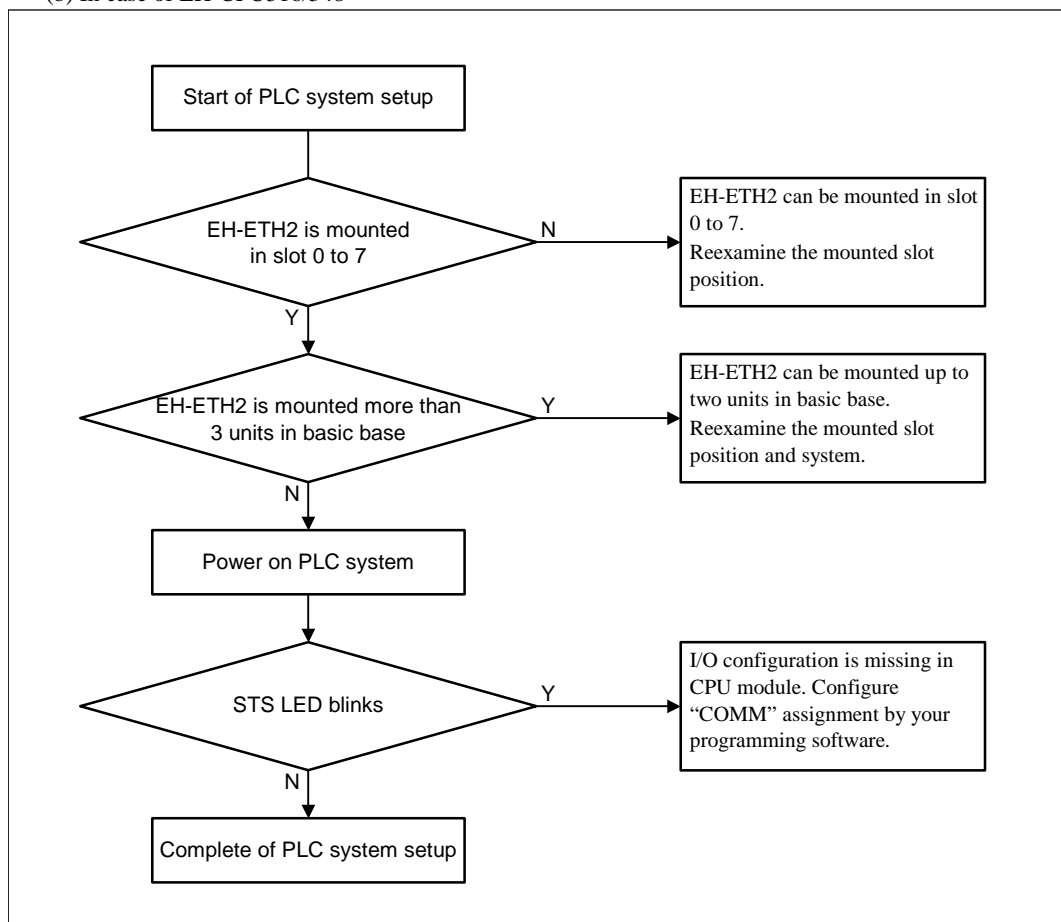 Start of PLC system setup
EH-ETH2 is mounted
in slot 0 to 7
N
EH-ETH2 can be mounted in slot
0 to 7.
Reexamine the mounted slot
position.
Y
EH-ETH2 is mounted more than
3 units in basic base
Y
EH-ETH2 can be mounted up to
two units in basic base.
Reexamine the mounted slot
position and system.
N
Power on PLC system
STS LED blinks
Y
I/O configuration is missing in
CPU module. Configure
“COMM” assignment by your
programming software.
N
Complete of PLC system setup